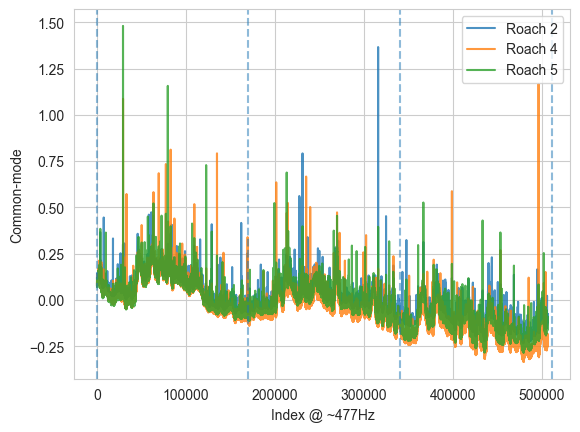 1.50
1.25
1.00
0.75
0.50
0.25
0.00
−0.25
Common-mode
Roach 2
Roach 4
Roach 5
0 100000 200000 300000 400000 500000
Index @ ~477Hz